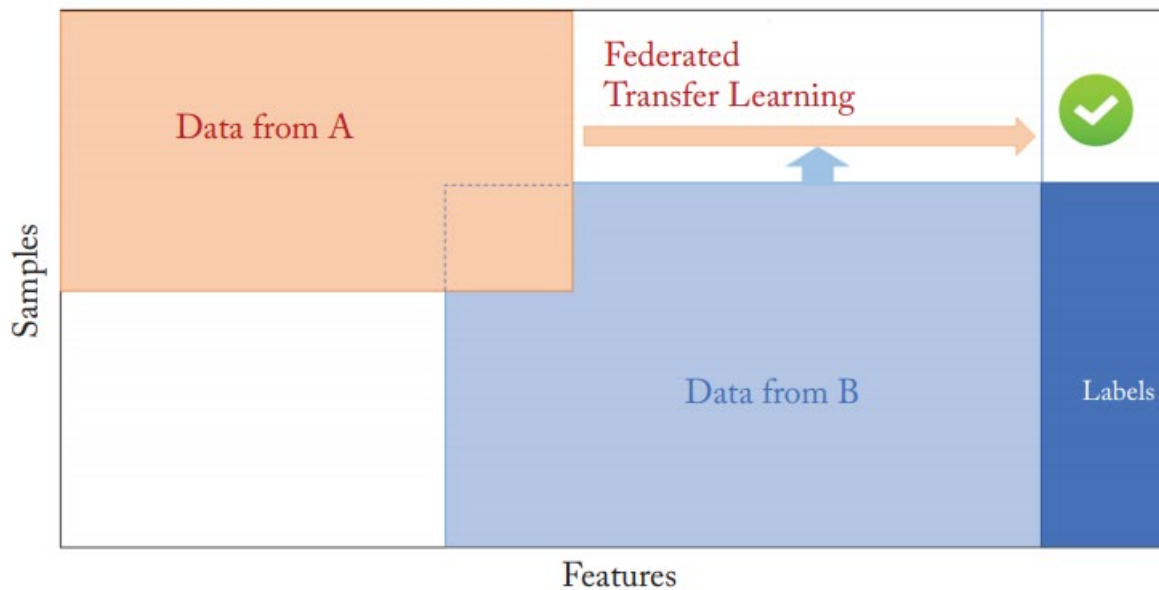 Federated
Transfer Learning
Data from A
Samples
Data from B
Labels
Features